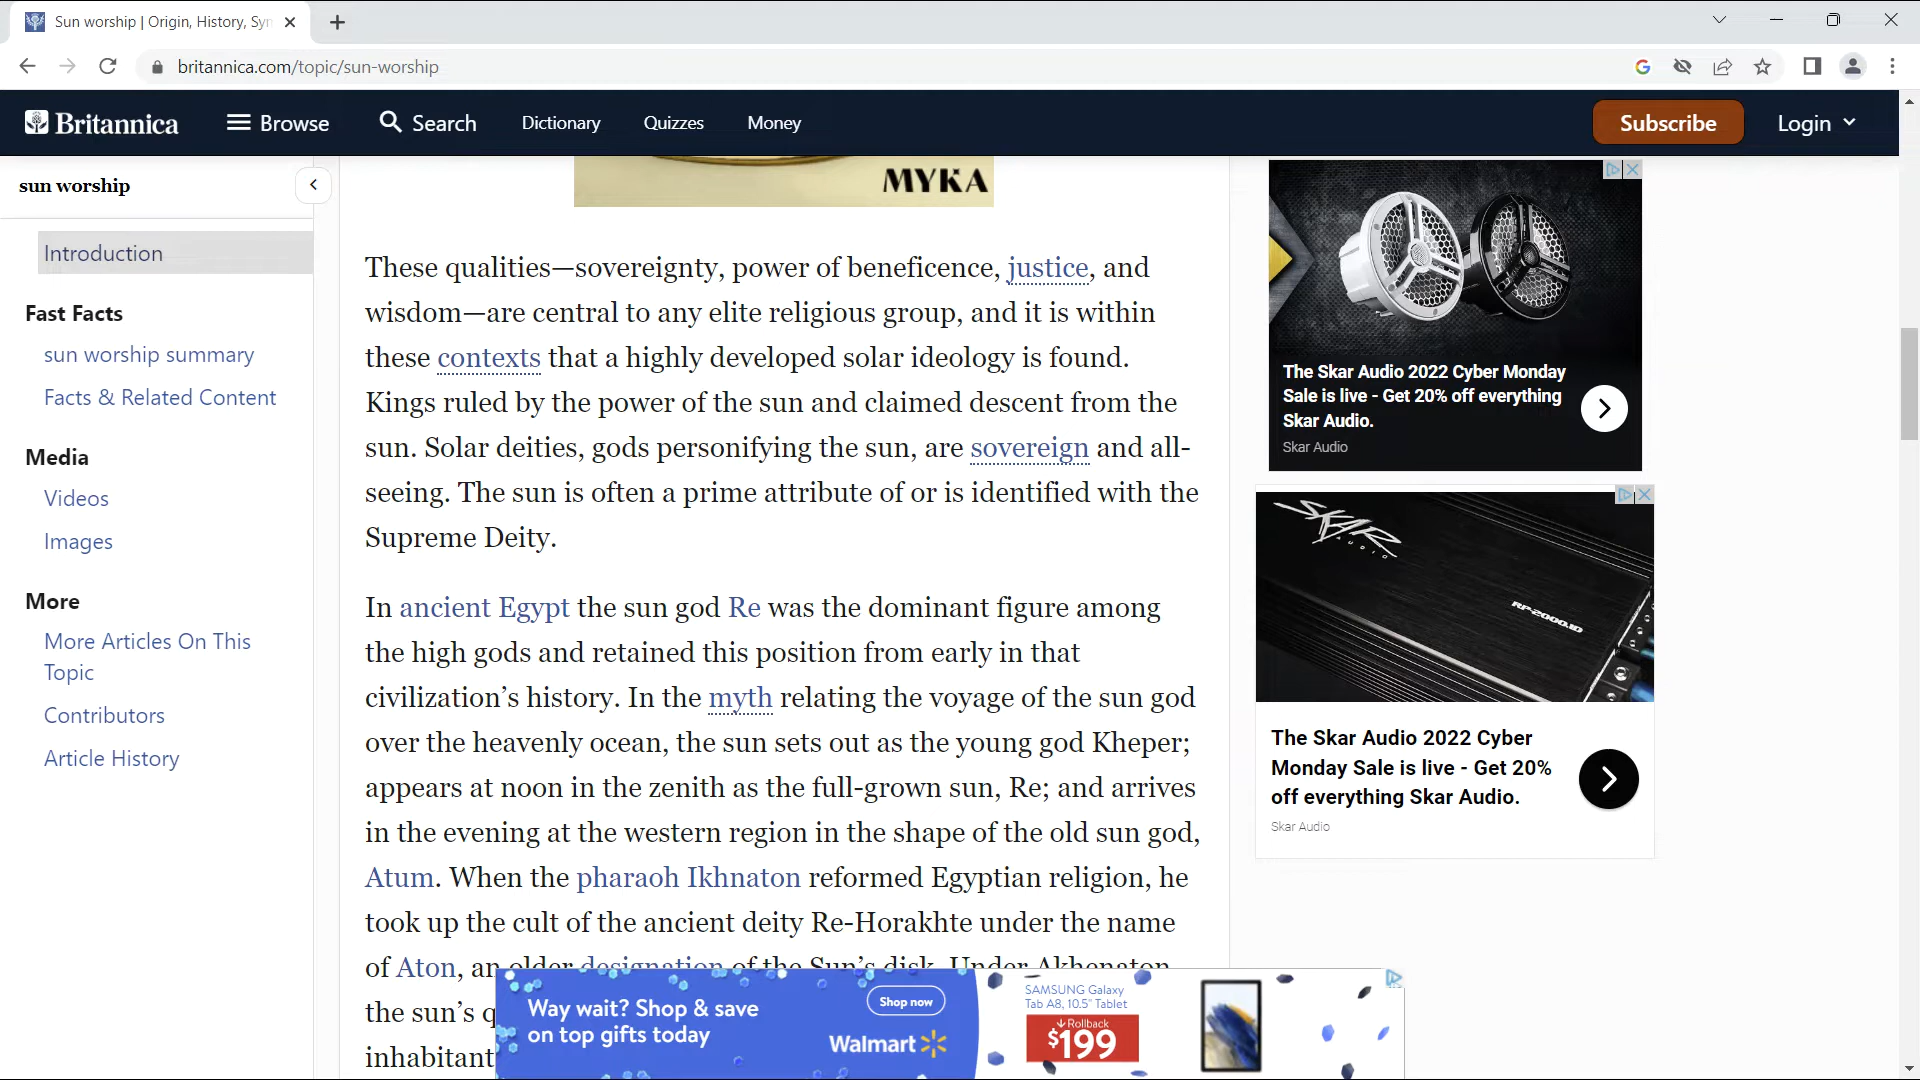 Sun worship | Origin, History, Syn
britannica.com/topic/sun-worship
Britannica
Browse
Search
Dictionary
Quizzes
Money
Subscribe
Login
sun worship
Introduction
Fast Facts
sun worship summary
Facts & Related Content
Media
Videos
Images
More
More Articles On This
Topic
Contributors
Article History
MYKA
These qualities—sovereignty, power of beneficence, justice, and
wisdom—are central to any elite religious group, and it is within
these contexts that a highly developed solar ideology is found.
Kings ruled by the power of the sun and claimed descent from the
sun. Solar deities, gods personifying the sun, are sovereign and all-
seeing. The sun is often a prime attribute of or is identified with the
Supreme Deity.
In ancient Egypt the sun god Re was the dominant figure among
the high gods and retained this position from early in that
civilization's history. In the myth relating the voyage of the sun god
over the heavenly ocean, the sun sets out as the young god Kheper;
appears at noon in the zenith as the full-grown sun, Re; and arrives
in the evening at the western region in the shape of the old sun god,
Atum. When the pharaoh Ikhnaton reformed Egyptian religion, he
took up the cult of the ancient deity Re-Horakhte under the name
of Aton, an older designation of the Sun's disk. Under Akhenaton,
the sun's q
inhabitant
The Skar Audio 2022 Cyber Monday
Sale is live - Get 20% off everything
Skar Audio.
Skar Audio
SKAR
AUDIO
RP-2000.1D
The Skar Audio 2022 Cyber
Monday Sale is live - Get 20%
off everything Skar Audio.
Skar Audio
Way wait? Shop & save
on top gifts today
Shop now
Walmart
SAMSUNG Galaxy
Tab A8, 10.5" Tablet
Rollback
$199